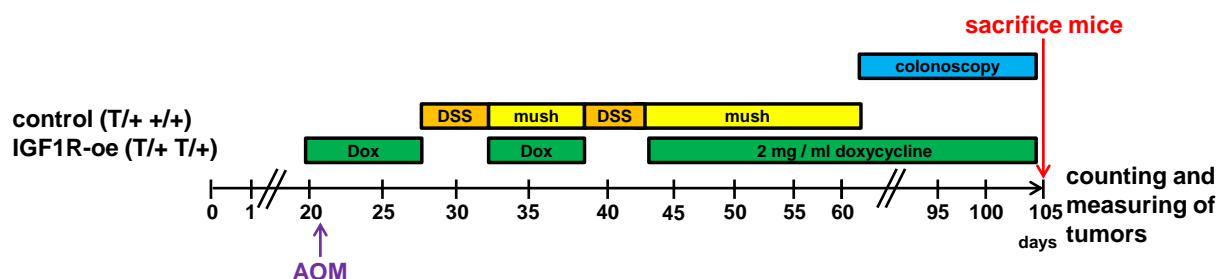 sacrifice mice
colonoscopy
control (T/+ +/+)
DSS mush DSS mush
IGF1R-oe (T/+ T/+)
Dox Dox 2 mg / ml doxycycline
0 1 20 25 30 35 40 45 50 55 60 95 100 105
days
counting and
measuring of
tumors
AOM